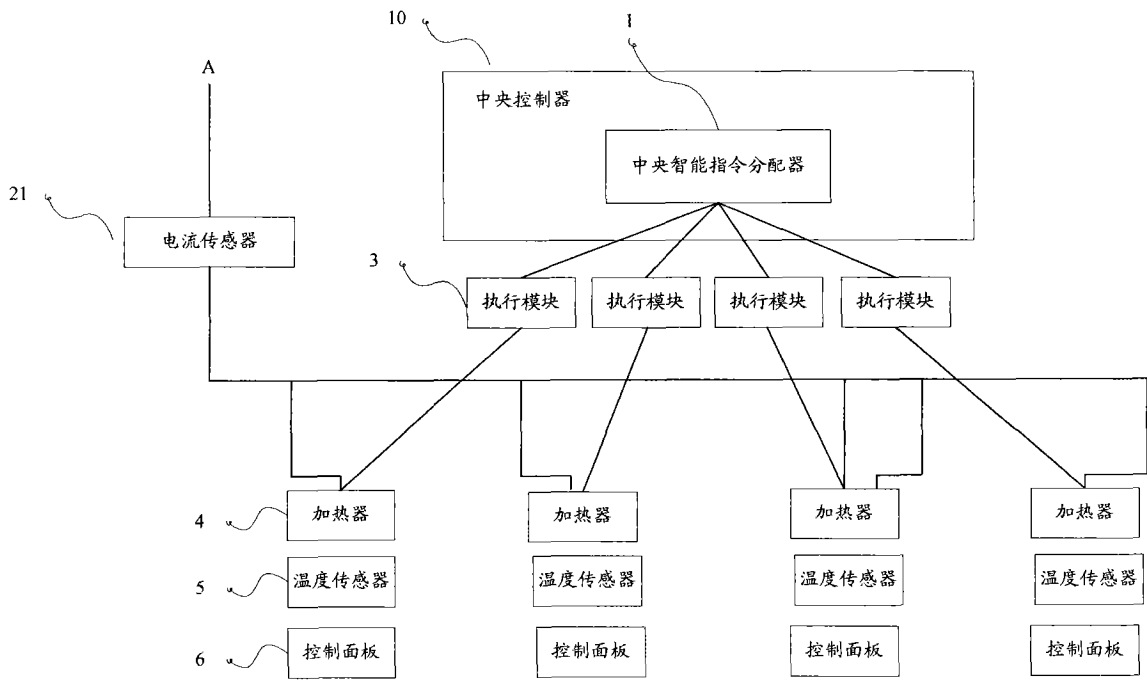 10
1
A
中央控制器
中央智能指令分配器
21
电流传感器
3
执行模块 执行模块 执行模块 执行模块
4
加热器 加热器 加热器 加热器
5
温度传感器 温度传感器 温度传感器 温度传感器
6
控制面板 控制面板 控制面板 控制面板